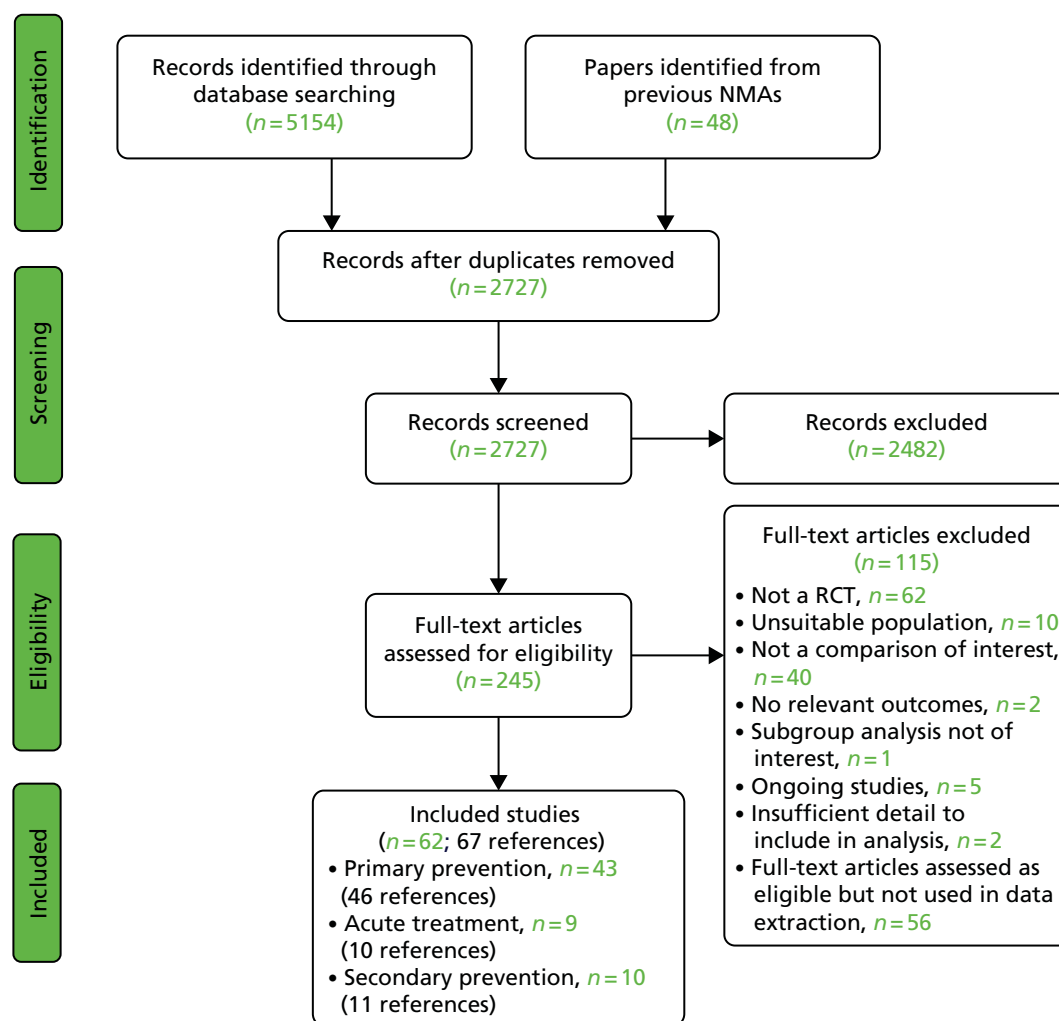 Identification
Records identified through
database searching
(n=5154)
Papers identified from
previous NMAs
(n=48)
Records after duplicates removed
(n=2727)
Screening
Records screened
(n=2727)
Records excluded
(n=2482)
Eligibility
Full-text articles
assessed for eligibility
(n=245)
Full-text articles excluded
(n=115)
• Not a RCT, n=62
• Unsuitable population, n=10
• Not a comparison of interest,
n=40
• No relevant outcomes, n=2
• Subgroup analysis not of
interest, n=1
• Ongoing studies, n=5
• Insufficient detail to
include in analysis, n=2
• Full-text articles assessed as
eligible but not used in data
extraction, n=56
Included
Included studies
(n=62; 67 references)
• Primary prevention, n=43
(46 references)
• Acute treatment, n=9
(10 references)
• Secondary prevention, n=10
(11 references)